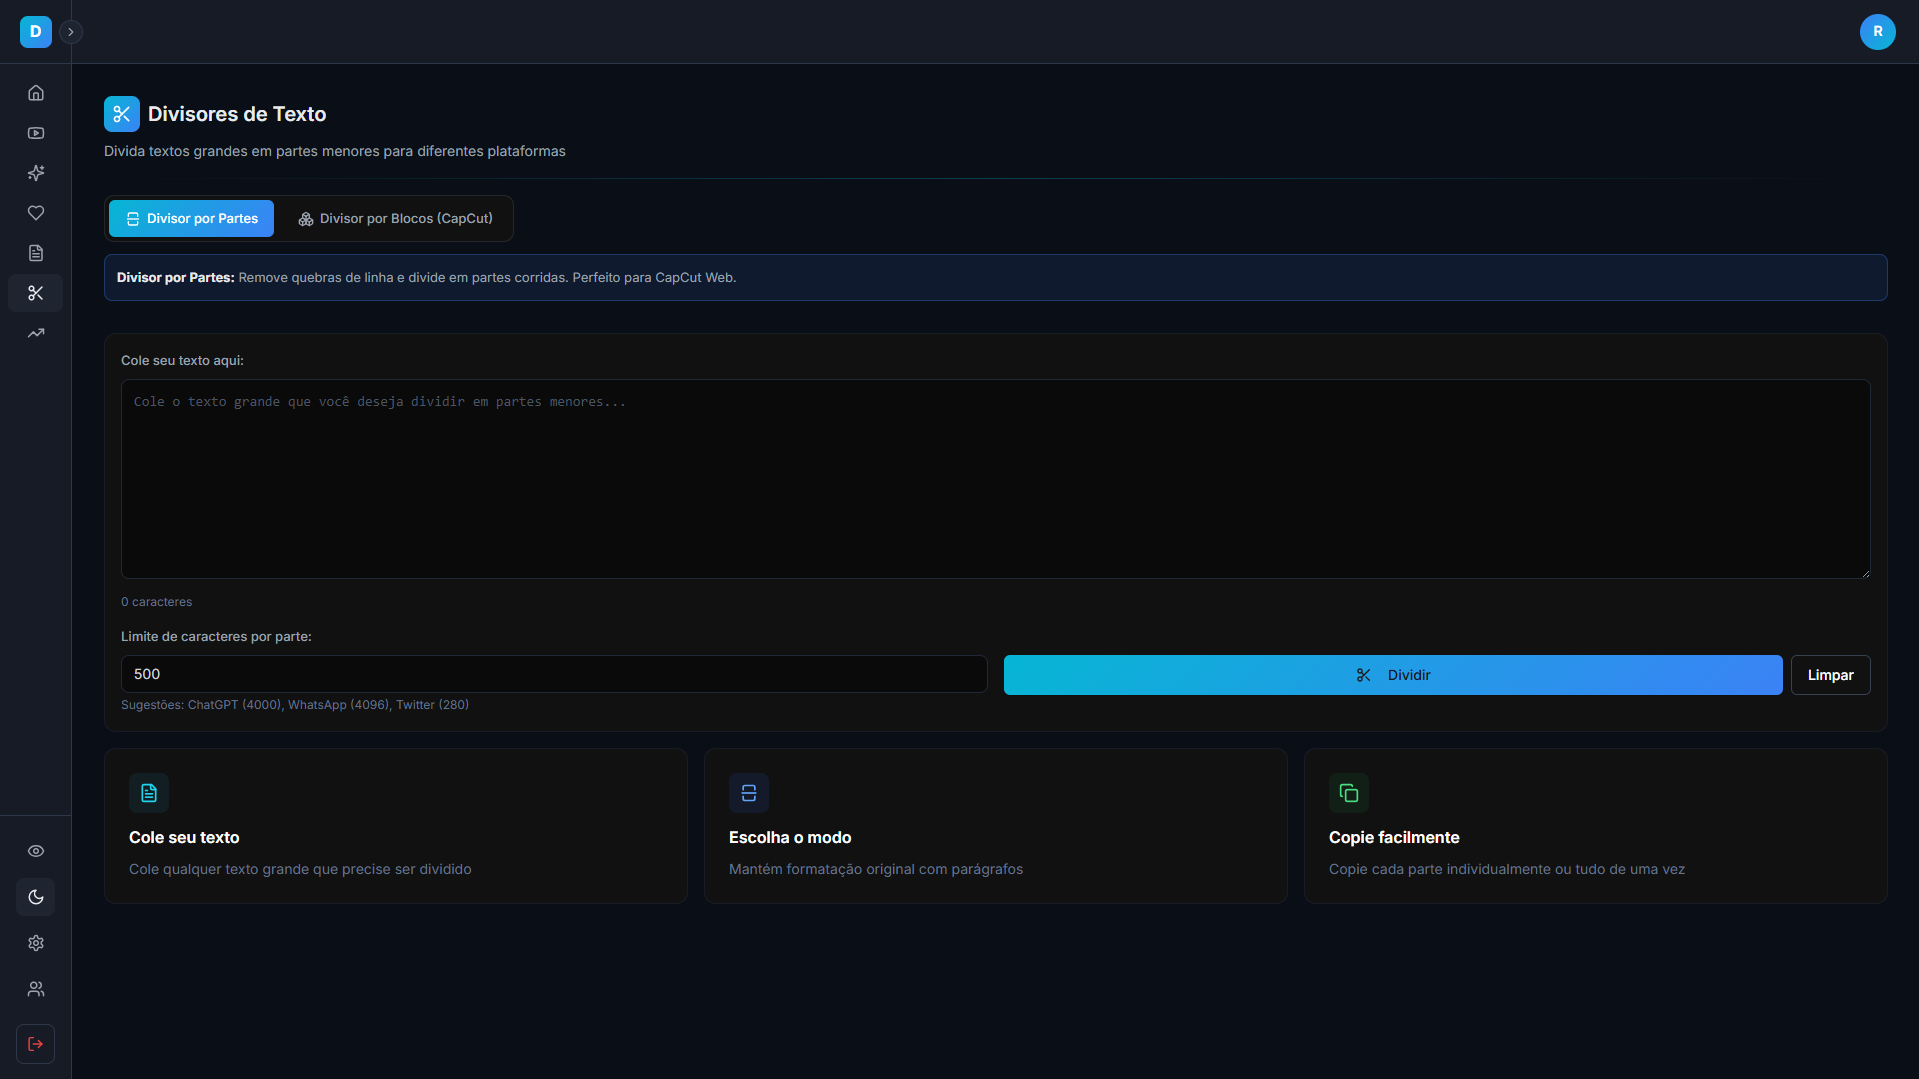 D
R
Divisores de Texto
Divida textos grandes em partes menores para diferentes plataformas
Divisor por Partes
Divisor por Blocos (CapCut)
Divisor por Partes: Remove quebras de linha e divide em partes corridas. Perfeito para CapCut Web.
Cole seu texto aqui:
Cole o texto grande que você deseja dividir em partes menores...
0 caracteres
Limite de caracteres por parte:
500
Dividir
Limpar
Sugestões: ChatGPT (4000), WhatsApp (4096), Twitter (280)
Cole seu texto
Cole qualquer texto grande que precise ser dividido
Escolha o modo
Mantém formatação original com parágrafos
Copie facilmente
Copie cada parte individualmente ou tudo de uma vez